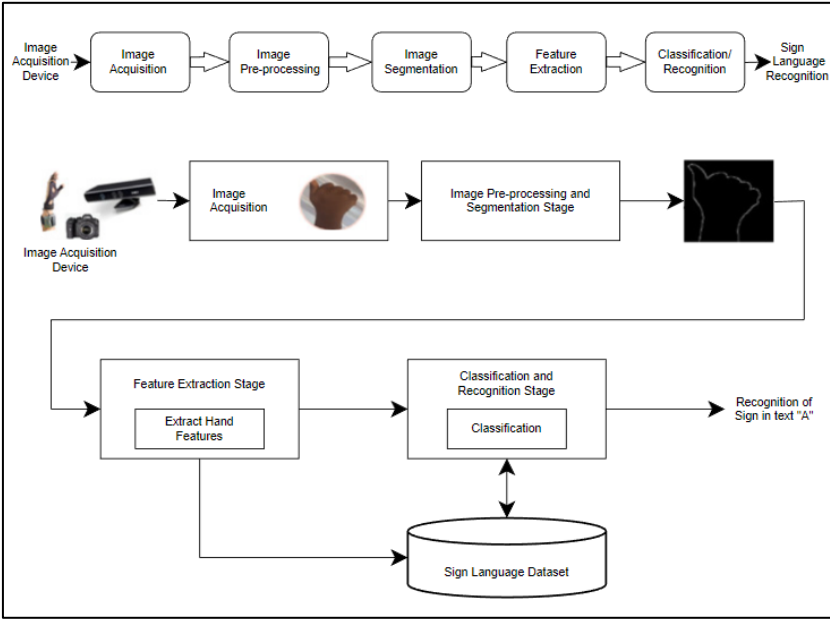 Image
Acquisition
Device
Image
Acquisition
Image
Pre-processing
Image
Segmentation
Feature
Extraction
Classification/
Recognition
Sign
Language
Recognition
Image Acquisition
Device
Image
Acquisition
Image Pre-processing and
Segmentation Stage
Feature Extraction Stage
Extract Hand
Features
Classification and
Recognition Stage
Classification
Recognition of
Sign in text "A"
Sign Language Dataset